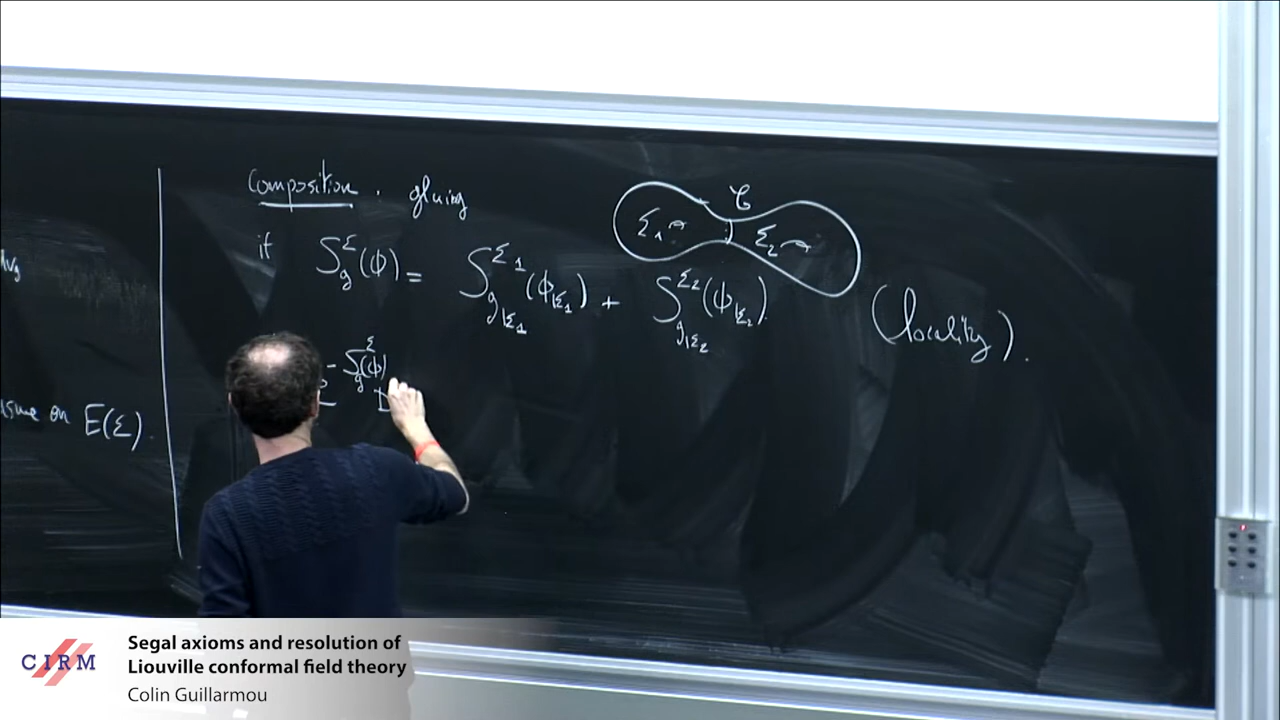 Composition. gluing
𝒞
Σ₁ Σ₂
if S_g^Σ(ϕ) = S_{g|Σ₁}^{Σ₁}(ϕ|Σ₁) + S_{g|Σ₂}^{Σ₂}(ϕ|Σ₂) (locality).
- S_g^Σ(ϕ)
on E(Σ).
CIRM
Segal axioms and resolution of
Liouville conformal field theory
Colin Guillarmou